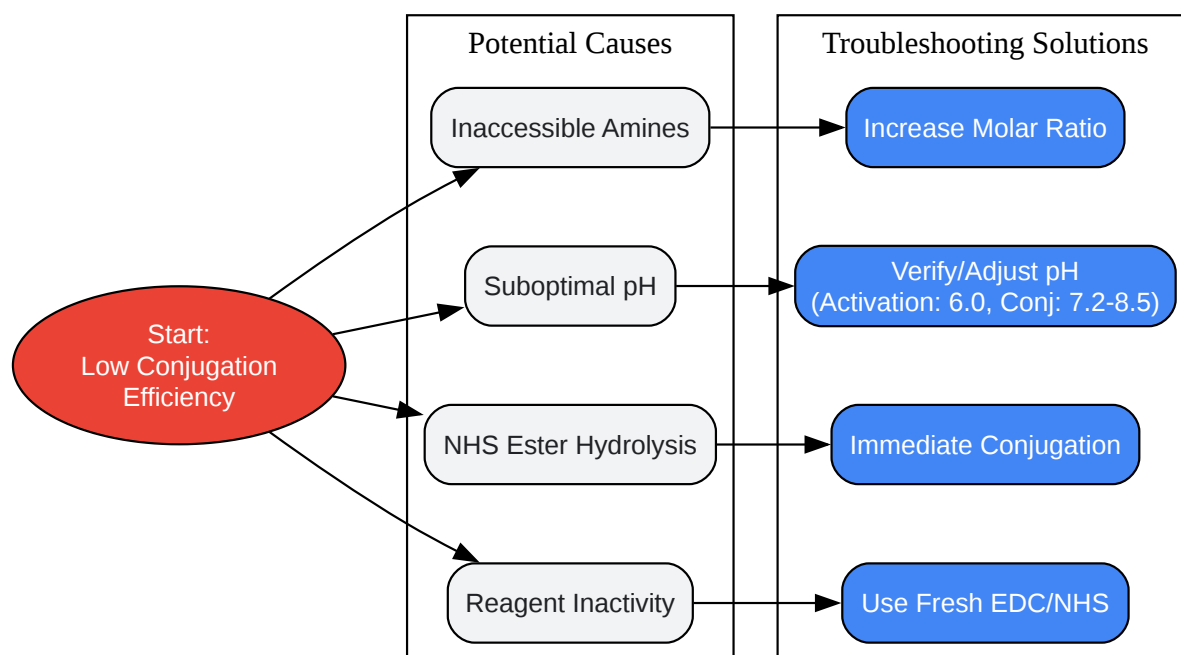 Potential Causes
Troubleshooting Solutions
Inaccessible Amines
Increase Molar Ratio
Suboptimal pH
Verify/Adjust pH
(Activation: 6.0, Conj: 7.2-8.5)
Start:
Low Conjugation
Efficiency
NHS Ester Hydrolysis
Immediate Conjugation
Reagent Inactivity
Use Fresh EDC/NHS